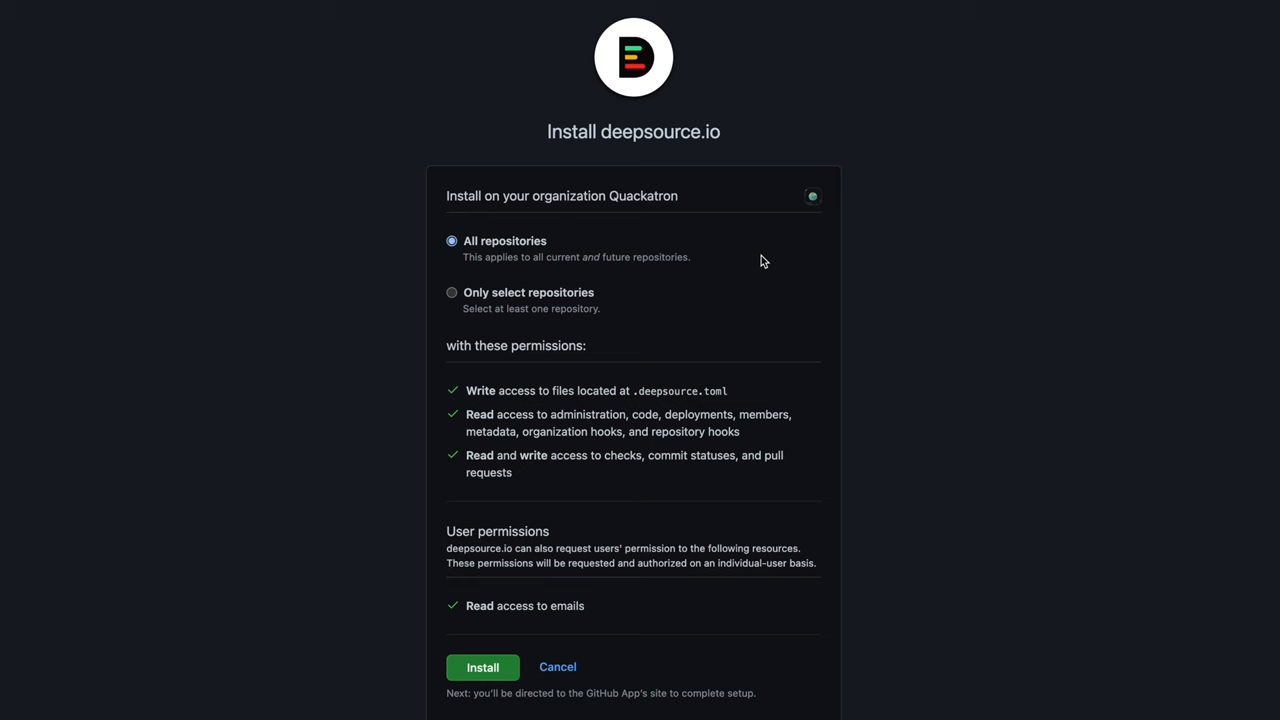 Install deepsource.io
Install on your organization Quackatron
All repositories
This applies to all current and future repositories.
Only select repositories
Select at least one repository.
with these permissions:
Write access to files located at .deepsource.toml
Read access to administration, code, deployments, members,
metadata, organization hooks, and repository hooks
Read and write access to checks, commit statuses, and pull
requests
User permissions
deepsource.io can also request users' permission to the following resources.
These permissions will be requested and authorized on an individual-user basis.
Read access to emails
Install Cancel
Next: you'll be directed to the GitHub App's site to complete setup.